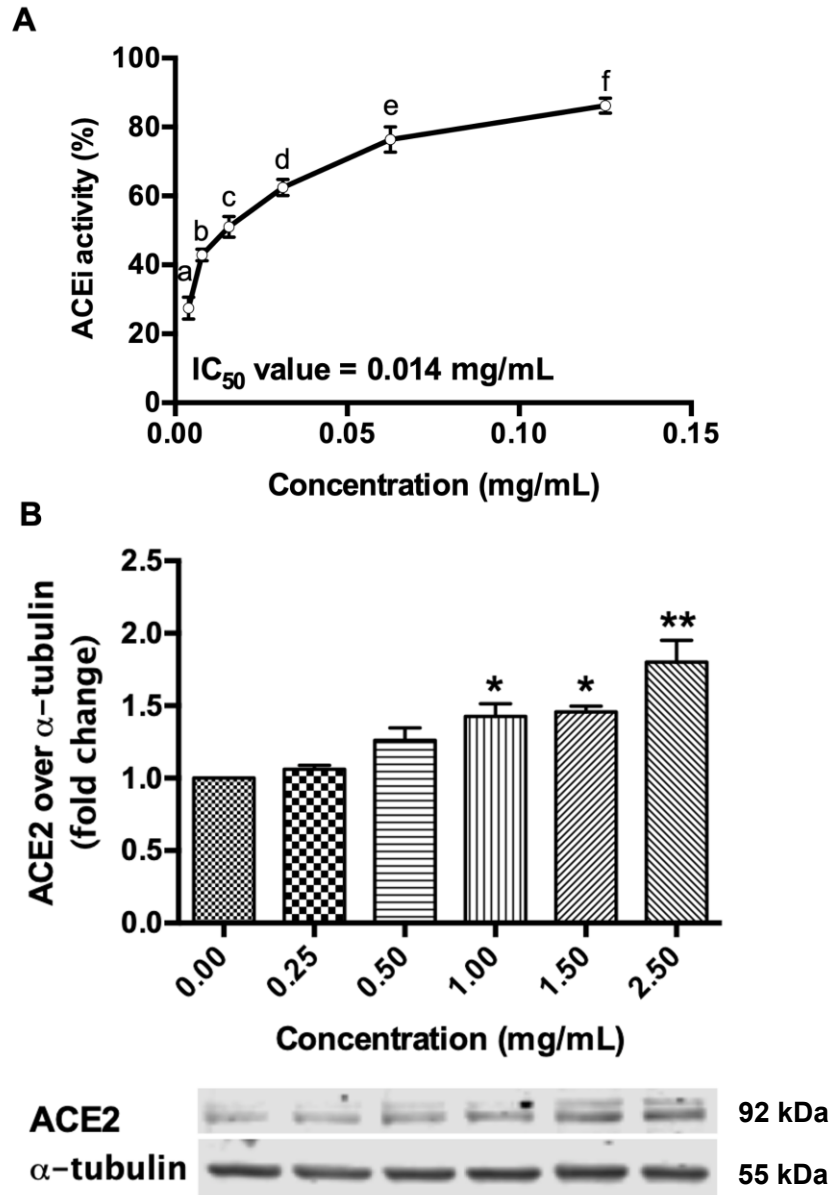 A
100
80
60
40
20
0
ACEi activity (%)
a
b
c
d
e
f
IC50 value = 0.014 mg/mL
0.00
0.05
0.10
0.15
Concentration (mg/mL)
B
2.5
2.0
1.5
1.0
0.5
0.0
ACE2 over α−tubulin
(fold change)
*
*
**
0.00
0.25
0.50
1.00
1.50
2.50
Concentration (mg/mL)
ACE2
92 kDa
α−tubulin
55 kDa